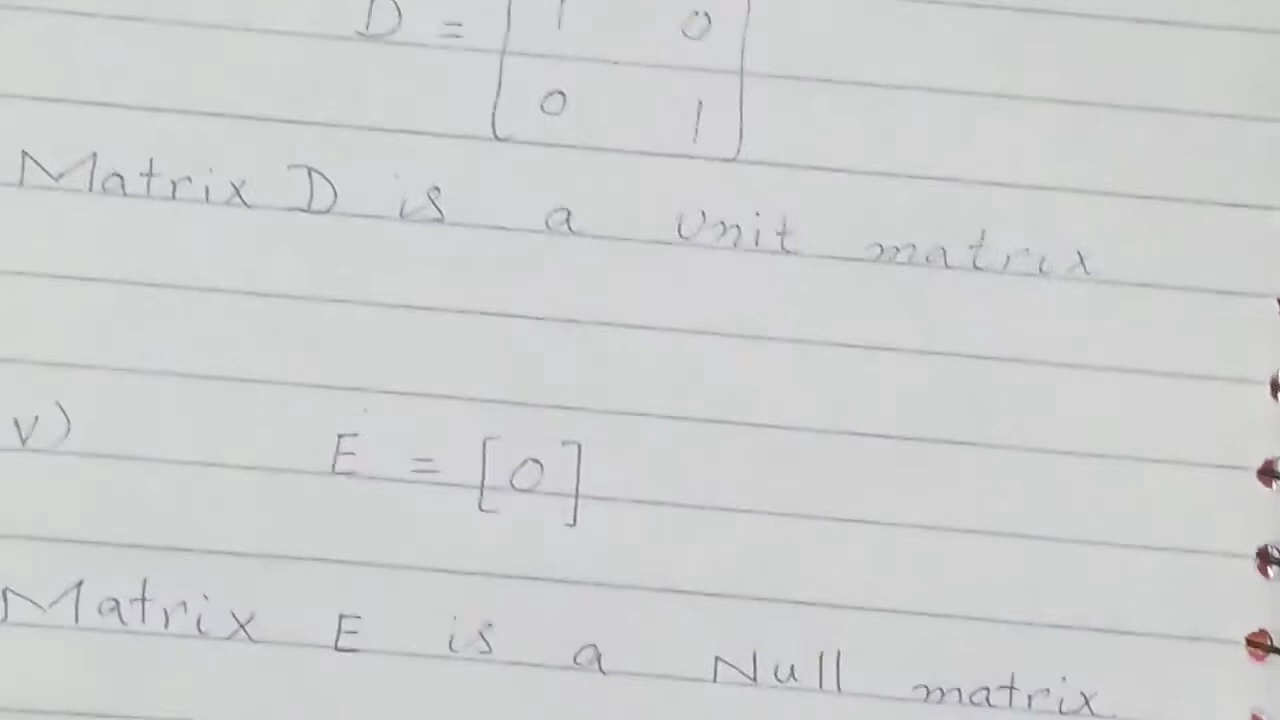 D = [ 1 0
0 1 ]
Matrix D is a unit matrix
v) E = [0]
Matrix E is a Null matrix